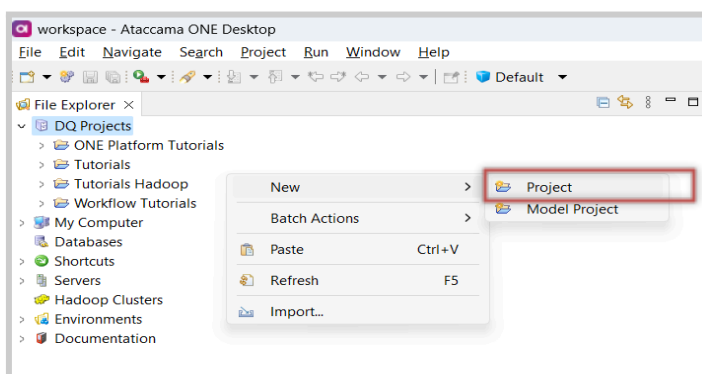 workspace - Ataccama ONE Desktop
File Edit Navigate Search Project Run Window Help
Default
File Explorer
DQ Projects
ONE Platform Tutorials
Tutorials
Tutorials Hadoop
Workflow Tutorials
My Computer
Databases
Shortcuts
Servers
Hadoop Clusters
Environments
Documentation
New
Batch Actions
Paste Ctrl+V
Refresh F5
Import...
Project
Model Project